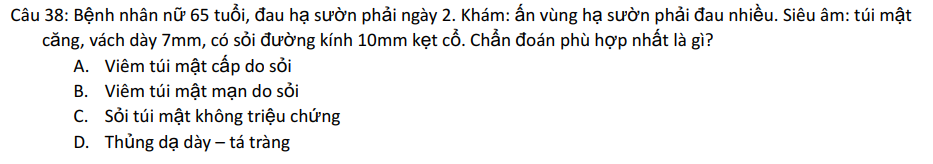 Câu 38: Bệnh nhân nữ 65 tuổi, đau hạ sườn phải ngày 2. Khám: ấn vùng hạ sườn phải đau nhiều. Siêu âm: túi mật
căng, vách dày 7mm, có sỏi đường kính 10mm kẹt cổ. Chẩn đoán phù hợp nhất là gì?
A. Viêm túi mật cấp do sỏi
B. Viêm túi mật mạn do sỏi
C. Sỏi túi mật không triệu chứng
D. Thủng dạ dày – tá tràng